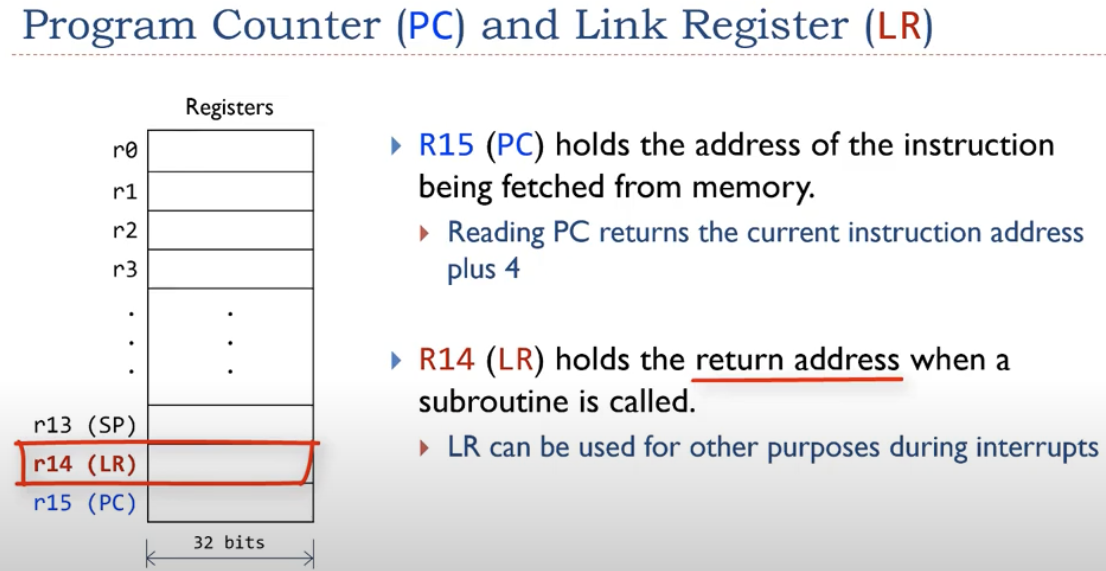 Program Counter (PC) and Link Register (LR)
Registers
r0
r1
r2
r3
r13 (SP)
r14 (LR)
r15 (PC)
32 bits
R15 (PC) holds the address of the instruction
being fetched from memory.
Reading PC returns the current instruction address
plus 4
R14 (LR) holds the return address when a
subroutine is called.
LR can be used for other purposes during interrupts